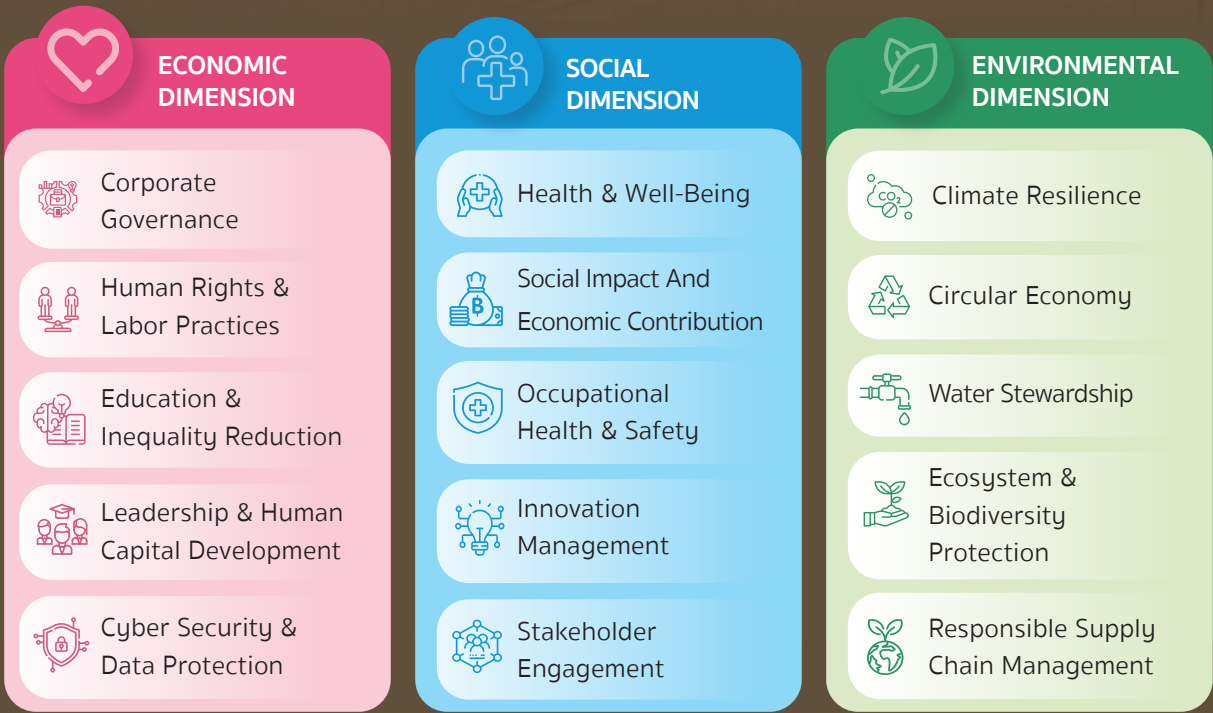 ECONOMIC
DIMENSION
Corporate
Governance
Human Rights &
Labor Practices
Education &
Inequality Reduction
Leadership & Human
Capital Development
Cyber Security &
Data Protection
SOCIAL
DIMENSION
Health & Well-Being
Social Impact And
Economic Contribution
Occupational
Health & Safety
Innovation
Management
Stakeholder
Engagement
ENVIRONMENTAL
DIMENSION
CO2
Climate Resilience
Circular Economy
Water Stewardship
Ecosystem &
Biodiversity
Protection
Responsible Supply
Chain Management